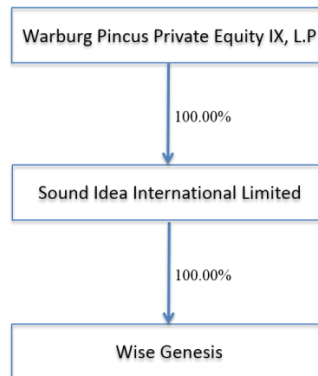 Warburg Pincus Private Equity IX, L.P
100.00%
Sound Idea International Limited
100.00%
Wise Genesis